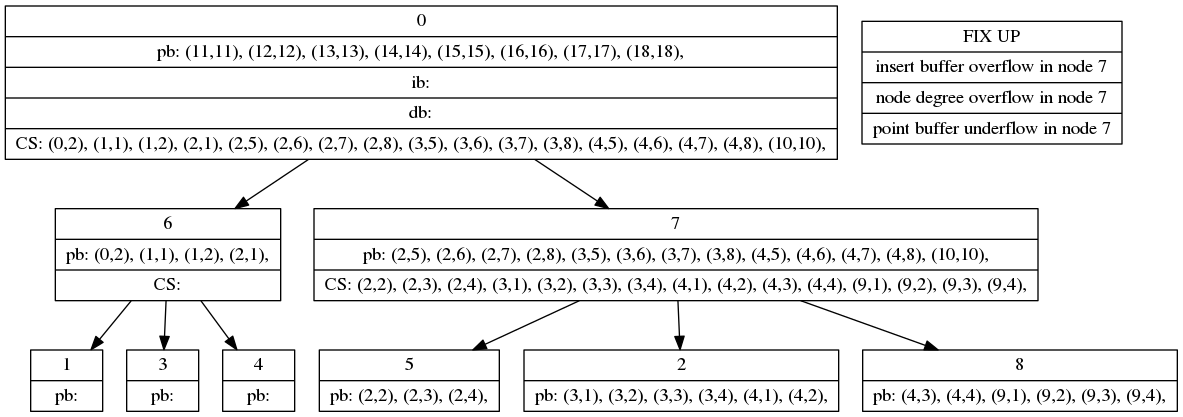 0
pb: (11,11), (12,12), (13,13), (14,14), (15,15), (16,16), (17,17), (18,18),
ib:
db:
CS: (0,2), (1,1), (1,2), (2,1), (2,5), (2,6), (2,7), (2,8), (3,5), (3,6), (3,7), (3,8), (4,5), (4,6), (4,7), (4,8), (10,10),
FIX UP
insert buffer overflow in node 7
node degree overflow in node 7
point buffer underflow in node 7
6
pb: (0,2), (1,1), (1,2), (2,1),
CS:
7
pb: (2,5), (2,6), (2,7), (2,8), (3,5), (3,6), (3,7), (3,8), (4,5), (4,6), (4,7), (4,8), (10,10),
CS: (2,2), (2,3), (2,4), (3,1), (3,2), (3,3), (3,4), (4,1), (4,2), (4,3), (4,4), (9,1), (9,2), (9,3), (9,4),
1
pb:
3
pb:
4
pb:
5
pb: (2,2), (2,3), (2,4),
2
pb: (3,1), (3,2), (3,3), (3,4), (4,1), (4,2),
8
pb: (4,3), (4,4), (9,1), (9,2), (9,3), (9,4),